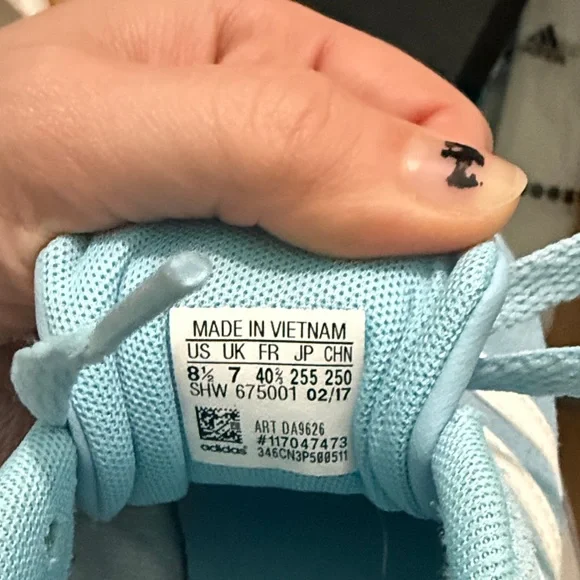 MADE IN VIETNAM
US UK FR JP CHN
8½ 7 40⅔ 255 250
SHW 675001 02/17
ART DA9626
#117047473
adidas 346CN3P500511